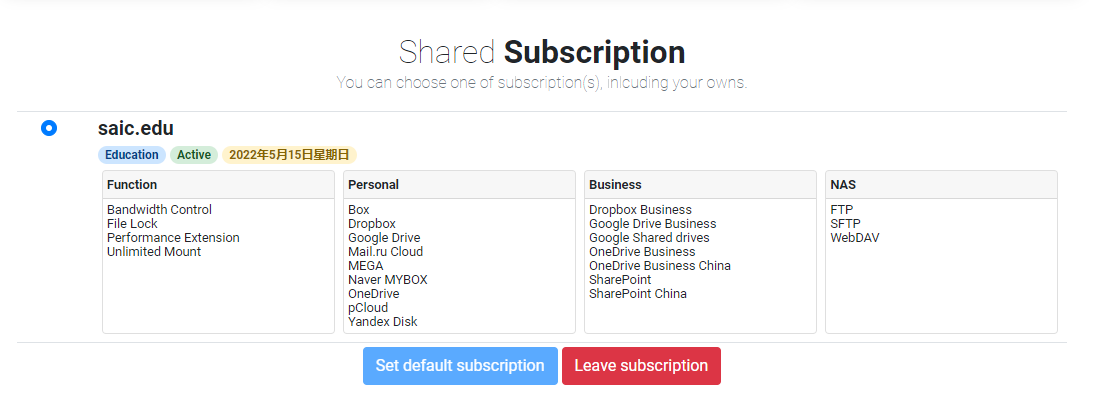 Shared Subscription
You can choose one of subscription(s), inlcuding your owns.
saic.edu
Education Active 2022年5月15日星期日
Function
Bandwidth Control
File Lock
Performance Extension
Unlimited Mount
Personal
Box
Dropbox
Google Drive
Mail.ru Cloud
MEGA
Naver MYBOX
OneDrive
pCloud
Yandex Disk
Business
Dropbox Business
Google Drive Business
Google Shared drives
OneDrive Business
OneDrive Business China
SharePoint
SharePoint China
NAS
FTP
SFTP
WebDAV
Set default subscription Leave subscription